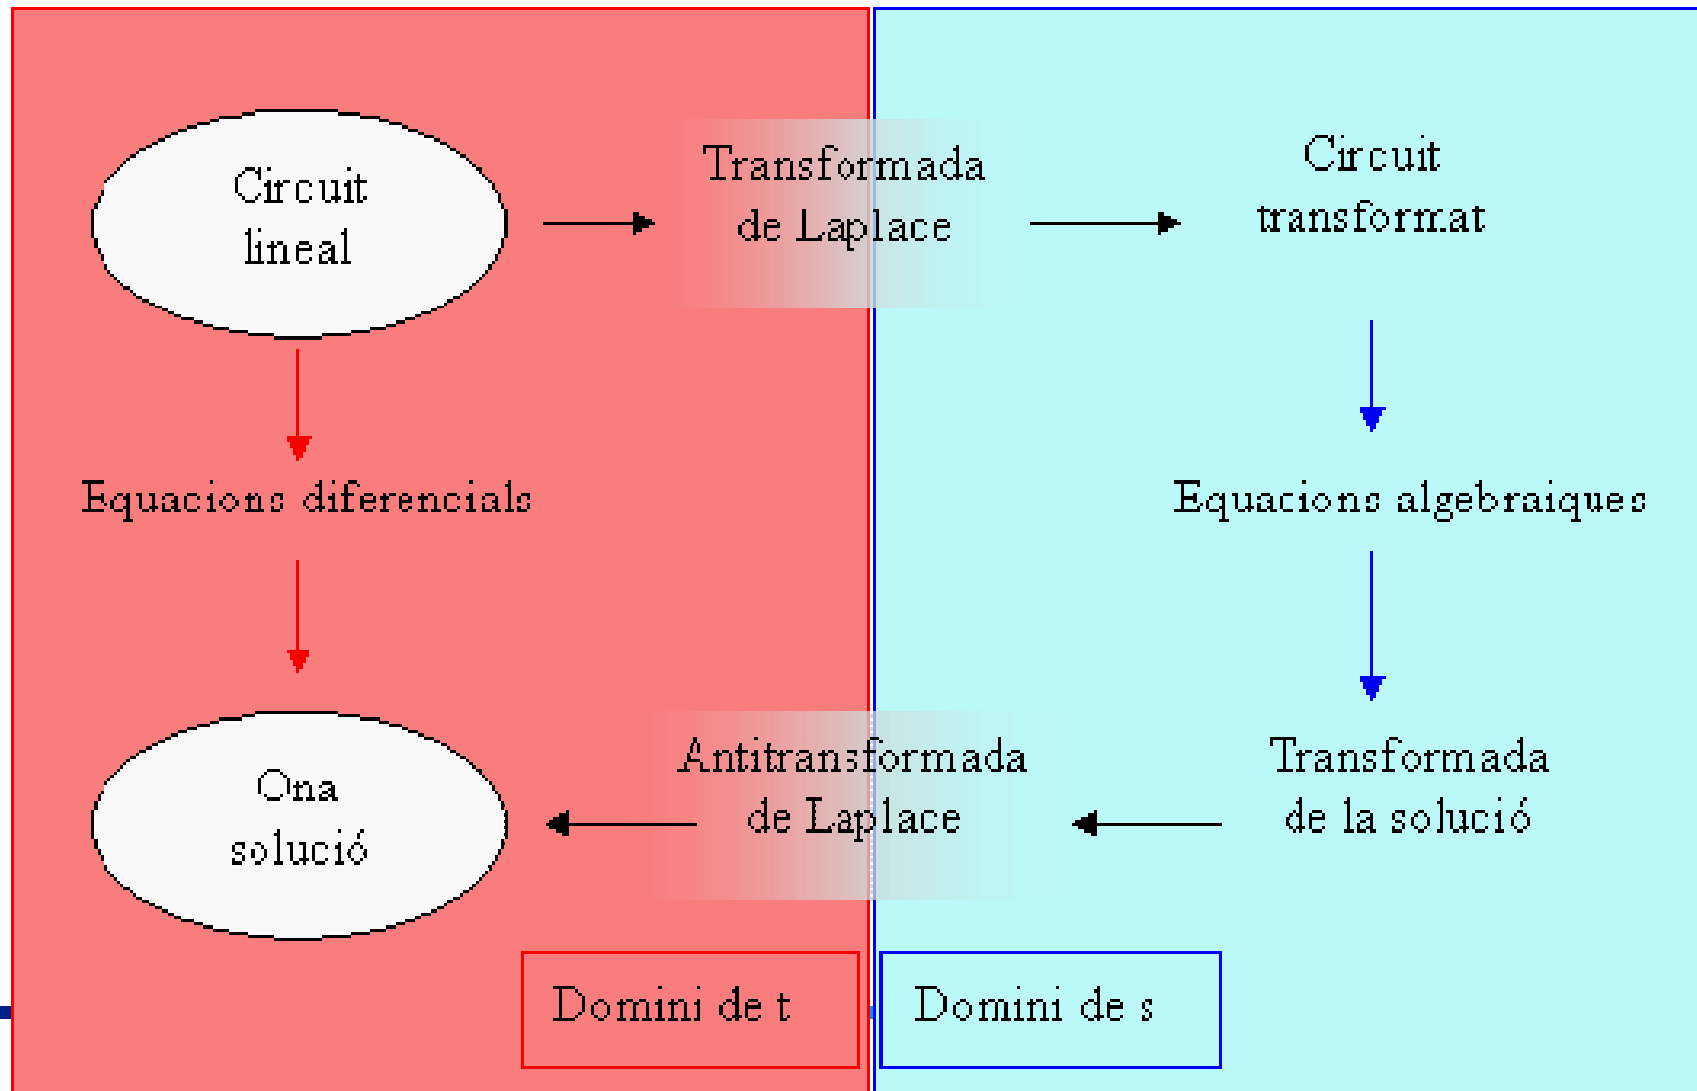 Circuit
lineal
Transformada
de Laplace
Circuit
transformat
Equacions diferencials
Equacions algebraiques
Ona
solució
Antitransformada
de Laplace
Transformada
de la solució
Domini de t
Domini de s